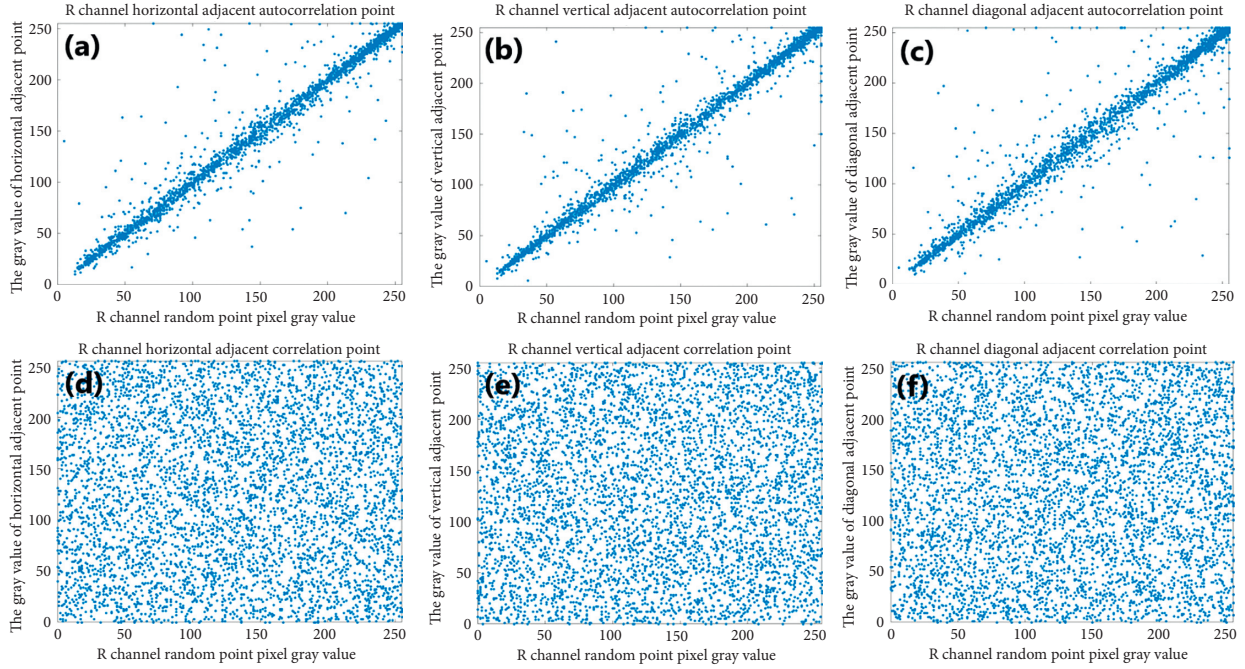 R channel horizontal adjacent autocorrelation point
(a)
The gray value of horizontal adjacent point
250
200
150
100
50
0
0 50 100 150 200 250
R channel random point pixel gray value
R channel vertical adjacent autocorrelation point
(b)
The gray value of vertical adjacent point
250
200
150
100
50
0
0 50 100 150 200 250
R channel random point pixel gray value
R channel diagonal adjacent autocorrelation point
(c)
The gray value of diagonal adjacent point
250
200
150
100
50
0
0 50 100 150 200 250
R channel random point pixel gray value
R channel horizontal adjacent correlation point
(d)
The gray value of horizontal adjacent point
250
200
150
100
50
0
0 50 100 150 200 250
R channel random point pixel gray value
R channel vertical adjacent correlation point
(e)
The gray value of vertical adjacent point
250
200
150
100
50
0
0 50 100 150 200 250
R channel random point pixel gray value
R channel diagonal adjacent correlation point
(f)
The gray value of diagonal adjacent point
250
200
150
100
50
0
0 50 100 150 200 250
R channel random point pixel gray value